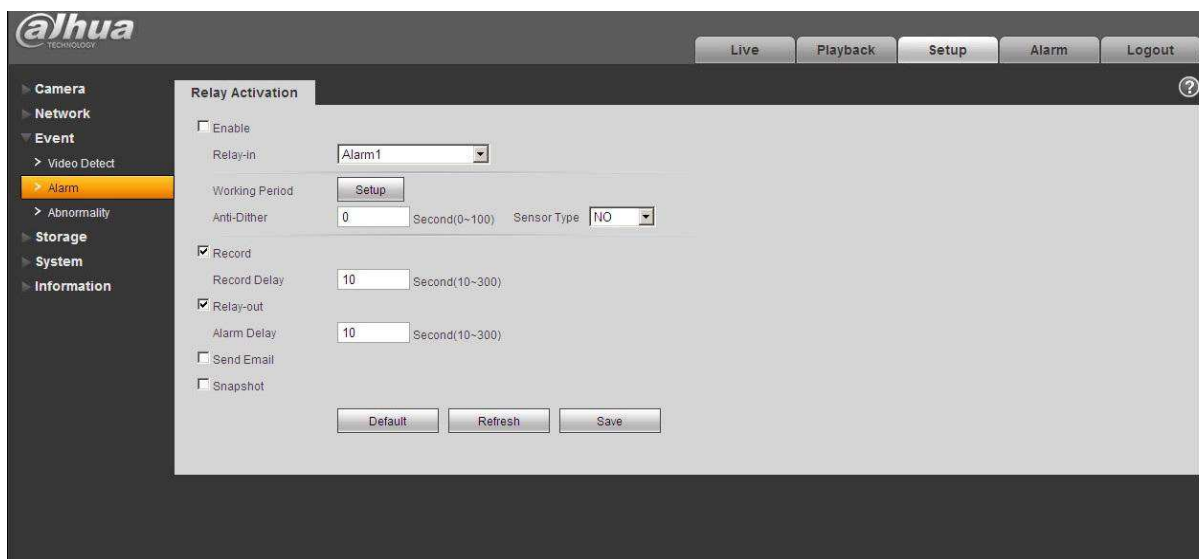 alhua
TECHNOLOGY
Live Playback Setup Alarm Logout
Camera
Network
Event
> Video Detect
> Alarm
> Abnormality
Storage
System
Information
Relay Activation
?
Enable
Relay-in Alarm1
Working Period Setup
Anti-Dither 0 Second(0~100) Sensor Type NO
Record
Record Delay 10 Second(10~300)
Relay-out
Alarm Delay 10 Second(10~300)
Send Email
Snapshot
Default Refresh Save